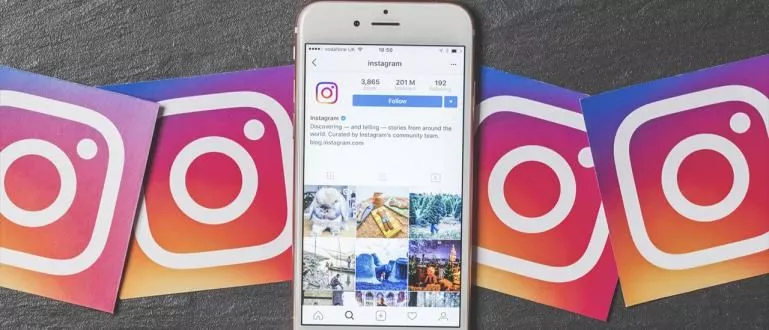 vodafone UK 18:50
instagram
3,865 201 M 192
Follow
Instagram
Discovering — and telling — stories from around the
world. Curated by Instagram's community team.
blog.instagram.com